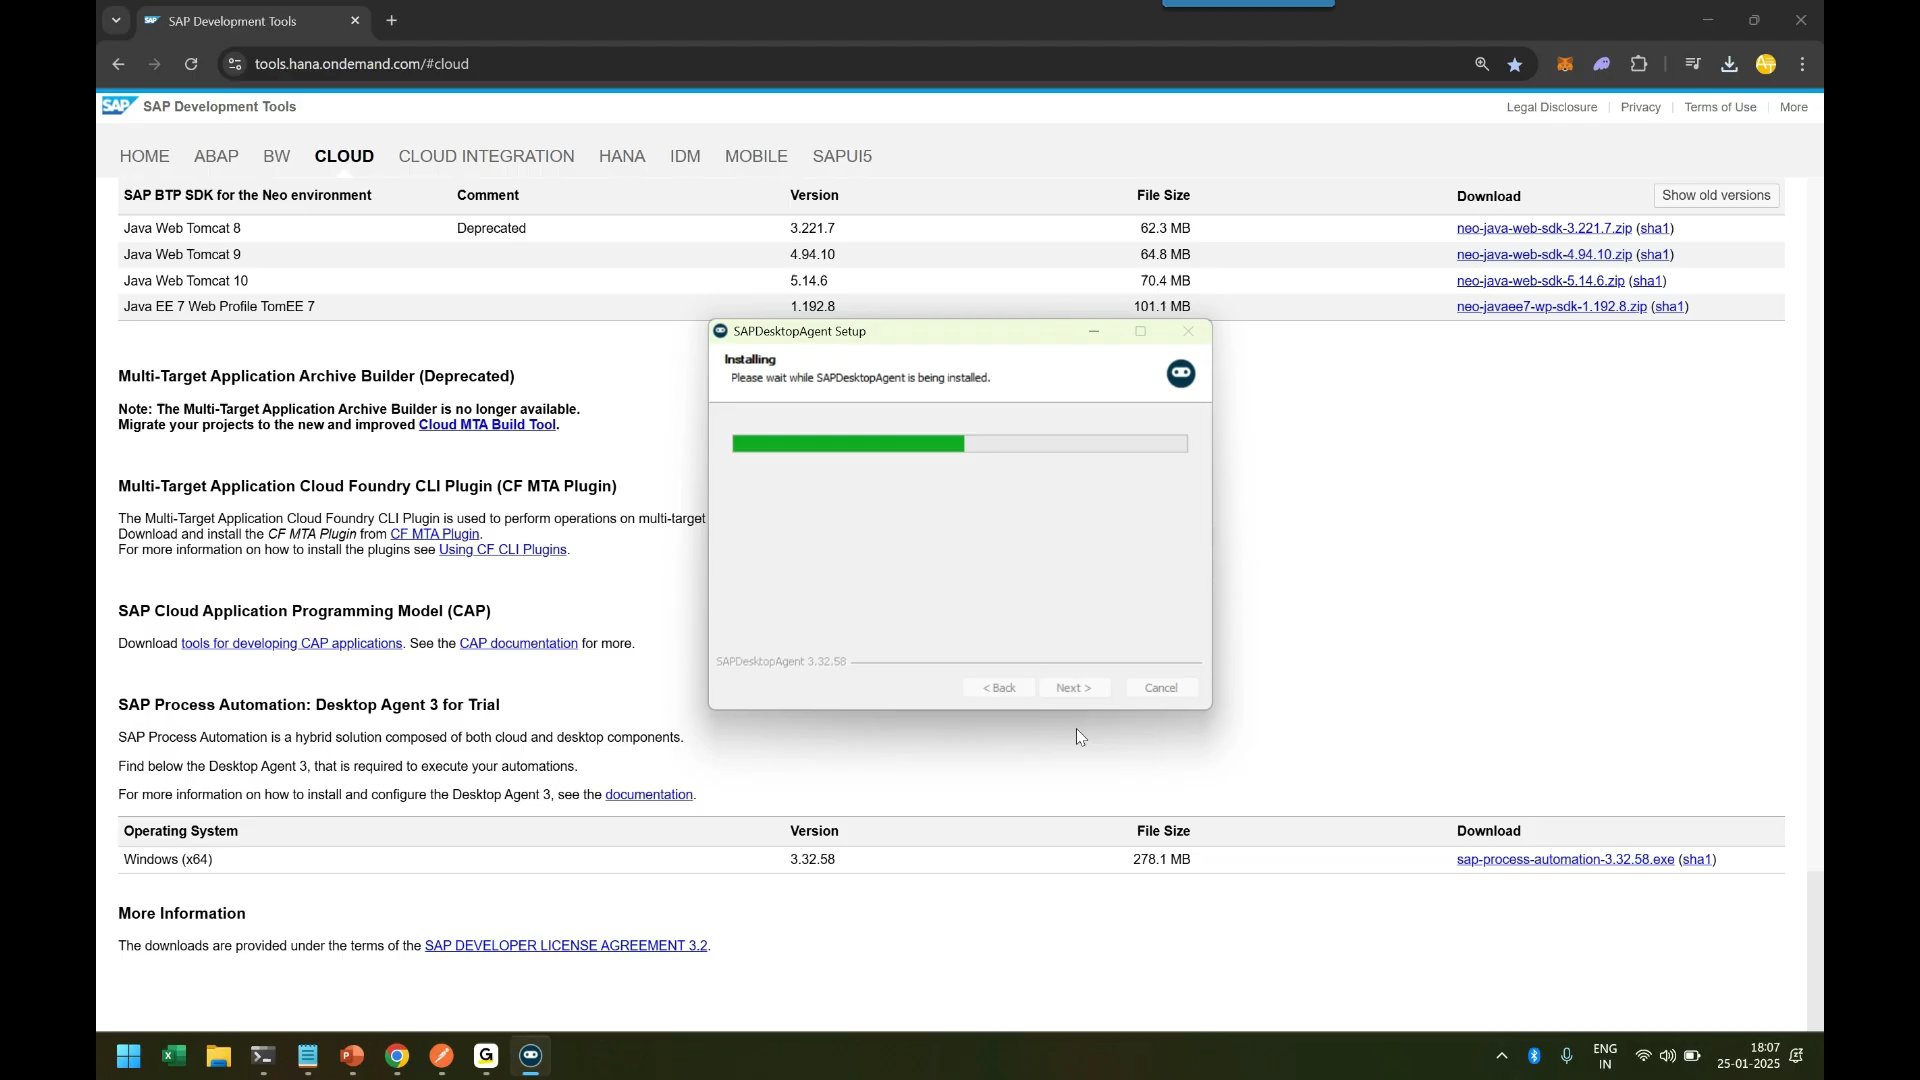 SAP Development Tools
tools.hana.ondemand.com/#cloud
SAP SAP Development Tools
Legal Disclosure Privacy Terms of Use More
HOME ABAP BW CLOUD CLOUD INTEGRATION HANA IDM MOBILE SAPUI5
SAP BTP SDK for the Neo environment Comment Version File Size Download Show old versions
Java Web Tomcat 8 Deprecated 3.221.7 62.3 MB neo-java-web-sdk-3.221.7.zip (sha1)
Java Web Tomcat 9 4.94.10 64.8 MB neo-java-web-sdk-4.94.10.zip (sha1)
Java Web Tomcat 10 5.14.6 70.4 MB neo-java-web-sdk-5.14.6.zip (sha1)
Java EE 7 Web Profile TomEE 7 1.192.8 101.1 MB neo-javaee7-wp-sdk-1.192.8.zip (sha1)
SAPDesktopAgent Setup
Installing
Please wait while SAPDesktopAgent is being installed.
SAPDesktopAgent 3.32.58
< Back Next > Cancel
Multi-Target Application Archive Builder (Deprecated)
Note: The Multi-Target Application Archive Builder is no longer available.
Migrate your projects to the new and improved Cloud MTA Build Tool.
Multi-Target Application Cloud Foundry CLI Plugin (CF MTA Plugin)
The Multi-Target Application Cloud Foundry CLI Plugin is used to perform operations on multi-target
Download and install the CF MTA Plugin from CF MTA Plugin.
For more information on how to install the plugins see Using CF CLI Plugins.
SAP Cloud Application Programming Model (CAP)
Download tools for developing CAP applications. See the CAP documentation for more.
SAP Process Automation: Desktop Agent 3 for Trial
SAP Process Automation is a hybrid solution composed of both cloud and desktop components.
Find below the Desktop Agent 3, that is required to execute your automations.
For more information on how to install and configure the Desktop Agent 3, see the documentation.
Operating System Version File Size Download
Windows (x64) 3.32.58 278.1 MB sap-process-automation-3.32.58.exe (sha1)
More Information
The downloads are provided under the terms of the SAP DEVELOPER LICENSE AGREEMENT 3.2.
ENG
IN
18:07
25-01-2025